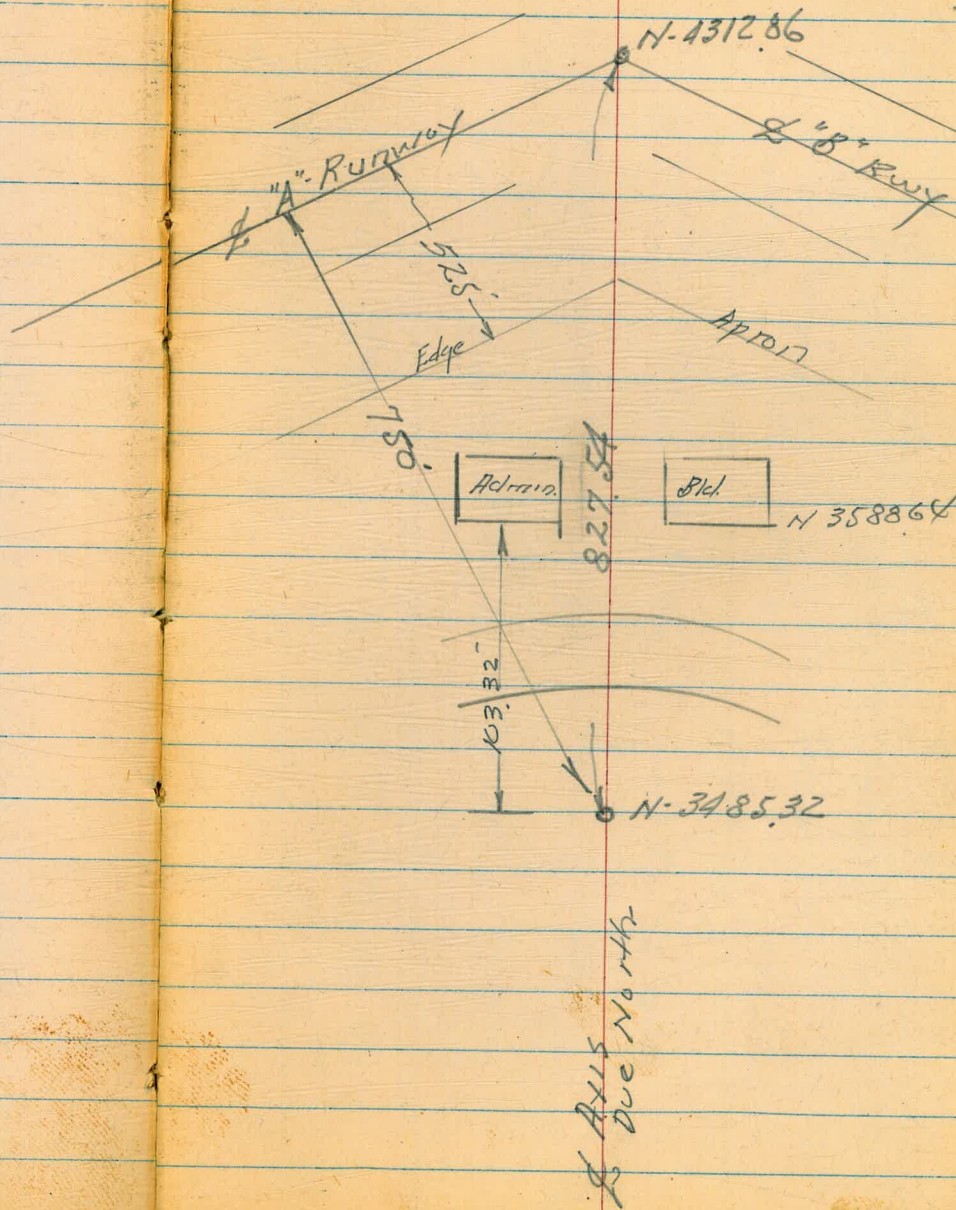 N-4312.86
℄ "A"-Runway
℄ "B" Rwy
525'
Edge
Apron
750'
827.54
Admin.
Bld.
N 3588.64
103.32'
N-3485.32
℄ Axis
Due North